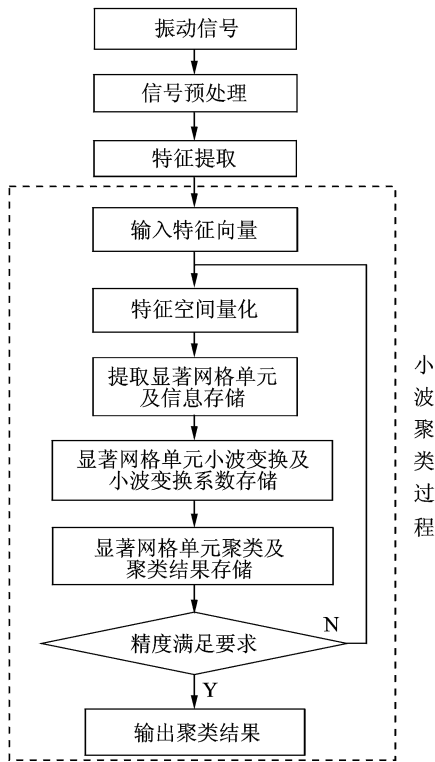 振动信号
信号预处理
特征提取
输入特征向量
特征空间量化
提取显著网格单元
及信息存储
显著网格单元小波变换及
小波变换系数存储
显著网格单元聚类及
聚类结果存储
精度满足要求
N
Y
输出聚类结果
小波聚类过程